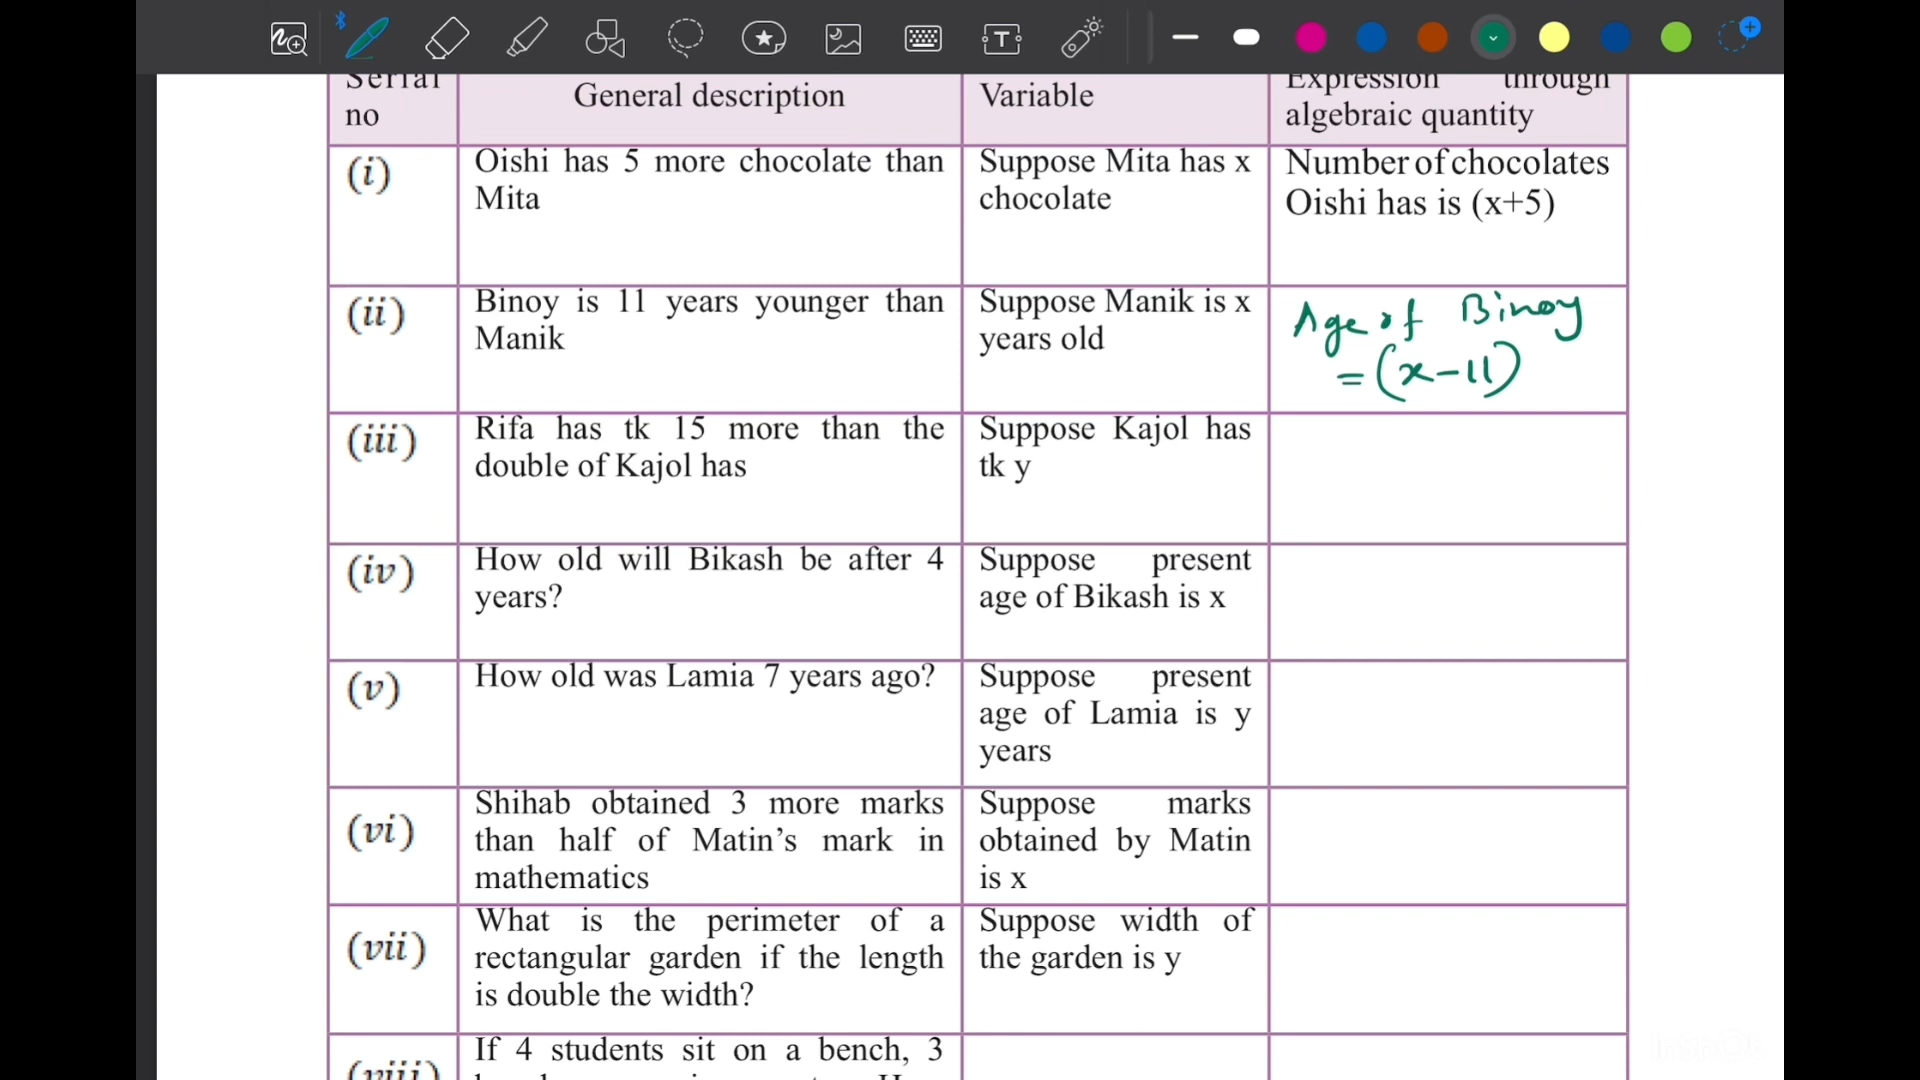 Serial
no
General description
Variable
Expression through
algebraic quantity
(i)
Oishi has 5 more chocolate than
Mita
Suppose Mita has x
chocolate
Number of chocolates
Oishi has is (x+5)
(ii)
Binoy is 11 years younger than
Manik
Suppose Manik is x
years old
Age of Binoy
= (x-11)
(iii)
Rifa has tk 15 more than the
double of Kajol has
Suppose Kajol has
tk y
(iv)
How old will Bikash be after 4
years?
Suppose present
age of Bikash is x
(v)
How old was Lamia 7 years ago?
Suppose present
age of Lamia is y
years
(vi)
Shihab obtained 3 more marks
than half of Matin’s mark in
mathematics
Suppose marks
obtained by Matin
is x
(vii)
What is the perimeter of a
rectangular garden if the length
is double the width?
Suppose width of
the garden is y
(viii)
If 4 students sit on a bench, 3